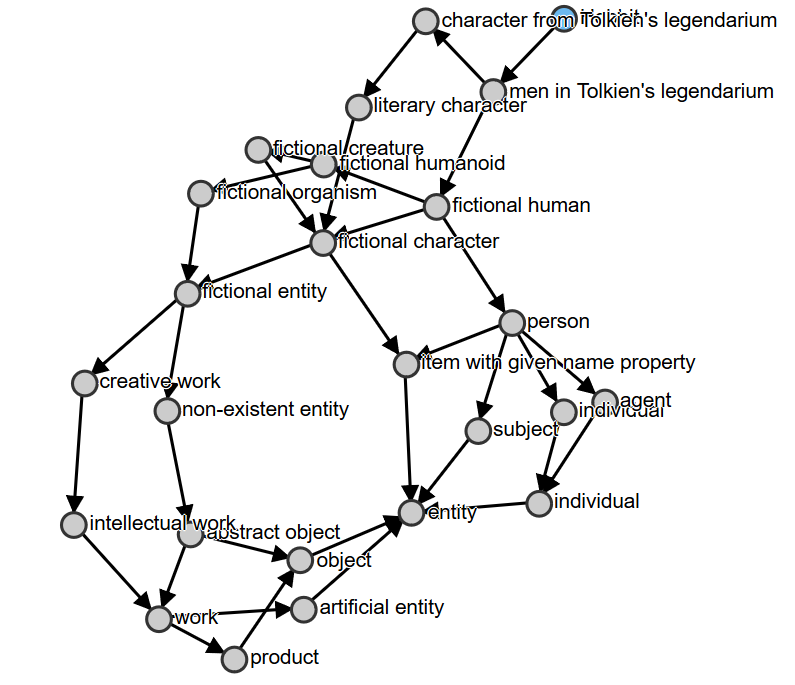 character from Tolkien's legendarium
men in Tolkien's legendarium
literary character
fictional creature
fictional humanoid
fictional organism
fictional human
fictional character
fictional entity
person
item with given name property
creative work
agent
non-existent entity
individual
subject
individual
entity
intellectual work
abstract object
object
artificial entity
work
product